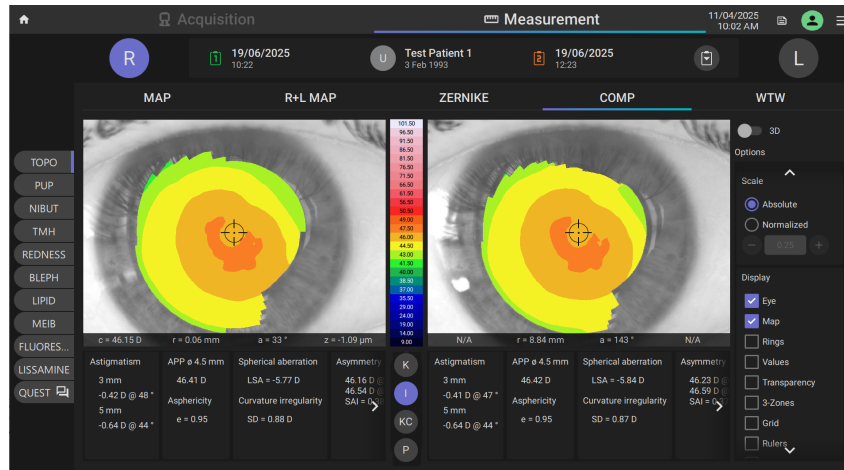 Acquisition
Measurement
11/04/2025
10:02 AM
R
1
19/06/2025
10:22
U
Test Patient 1
3 Feb 1993
2
19/06/2025
12:23
L
MAP
R+L MAP
ZERNIKE
COMP
WTW
TOPO
PUP
NIBUT
TMH
REDNESS
BLEPH
LIPID
MEIB
FLUORES...
LISSAMINE
QUEST
101.50
96.50
91.50
86.50
81.50
76.50
71.50
66.50
61.50
56.50
50.50
49.00
47.50
46.00
44.50
43.00
41.50
40.00
38.50
37.00
35.50
29.00
24.00
19.00
14.00
9.00
c = 46.15 D
r = 0.06 mm
a = 33 °
z = -1.09 µm
N/A
r = 8.84 mm
a = 143 °
N/A
Astigmatism
3 mm
-0.42 D @ 48 °
5 mm
-0.64 D @ 44 °
APP ø 4.5 mm
46.41 D
Asphericity
e = 0.95
Spherical aberration
LSA = -5.77 D
Curvature irregularity
SD = 0.88 D
Asymmetry
46.16 D
46.54 D
SAI =
K
I
KC
P
Astigmatism
3 mm
-0.41 D @ 47 °
5 mm
-0.64 D @ 44 °
APP ø 4.5 mm
46.42 D
Asphericity
e = 0.95
Spherical aberration
LSA = -5.84 D
Curvature irregularity
SD = 0.87 D
Asymmetry
46.23 D
46.59 D
SAI =
3D
Options
Scale
Absolute
Normalized
0.25
Display
Eye
Map
Rings
Values
Transparency
3-Zones
Grid
Rulers